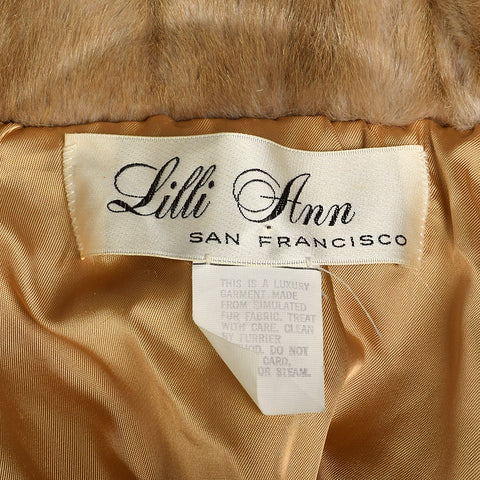 Lilli Ann
SAN FRANCISCO
THIS IS A LUXURY
GARMENT MADE
FROM SIMULATED
FUR FABRIC. TREAT
WITH CARE. CLEAN
BY FURRIER
DO NOT
CARD,
OR STEAM.